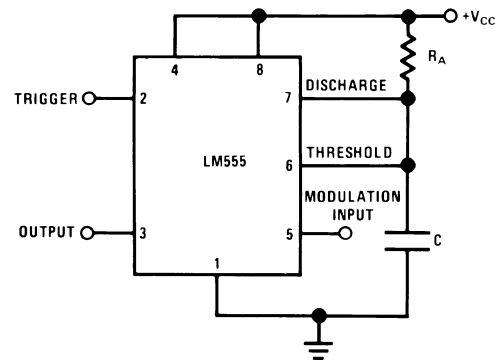 +VCC
4
8
RA
DISCHARGE
TRIGGER
2
7
LM555
6
THRESHOLD
MODULATION
INPUT
OUTPUT
3
5
C
1